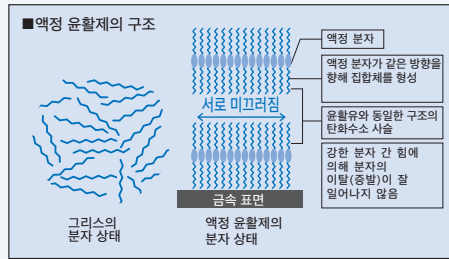 ■액정 윤활제의 구조
액정 분자
액정 분자가 같은 방향을
향해 집합체를 형성
서로 미끄러짐
윤활유와 동일한 구조의
탄화수소 사슬
강한 분자 간 힘에
의해 분자의
이탈(증발)이 잘
일어나지 않음
금속 표면
그리스의
분자 상태
액정 윤활제의
분자 상태